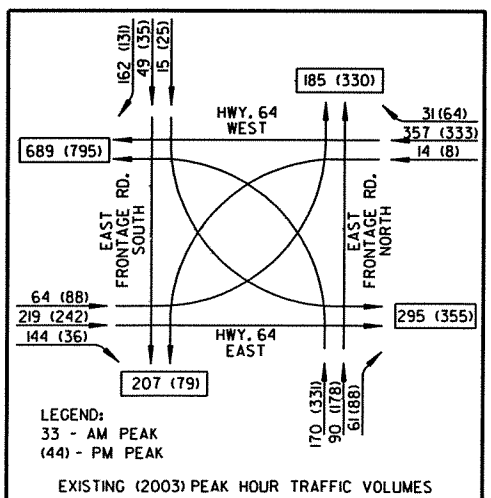 162 (131)
49 (35)
15 (25)
185 (330)
HWY. 64
WEST
31 (64)
357 (333)
14 (8)
689 (795)
EAST
FRONTAGE RD.
SOUTH
EAST
FRONTAGE RD.
NORTH
64 (88)
219 (242)
144 (36)
HWY. 64
EAST
295 (355)
207 (79)
170 (331)
90 (178)
61 (88)
LEGEND:
33 - AM PEAK
(44) - PM PEAK
EXISTING (2003) PEAK HOUR TRAFFIC VOLUMES